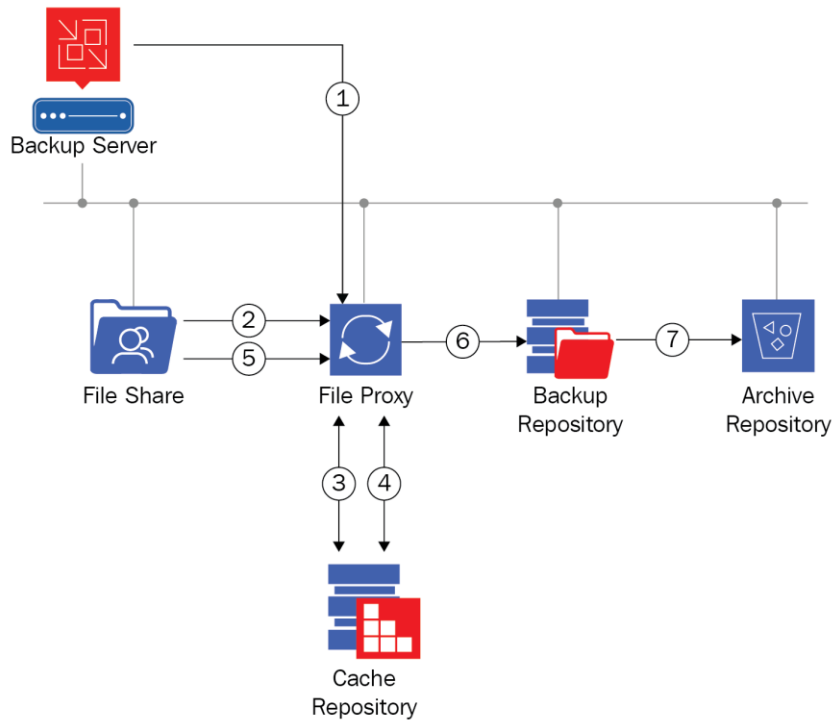 1
Backup Server
2
5
6
7
File Share
File Proxy
Backup
Repository
Archive
Repository
3
4
Cache
Repository